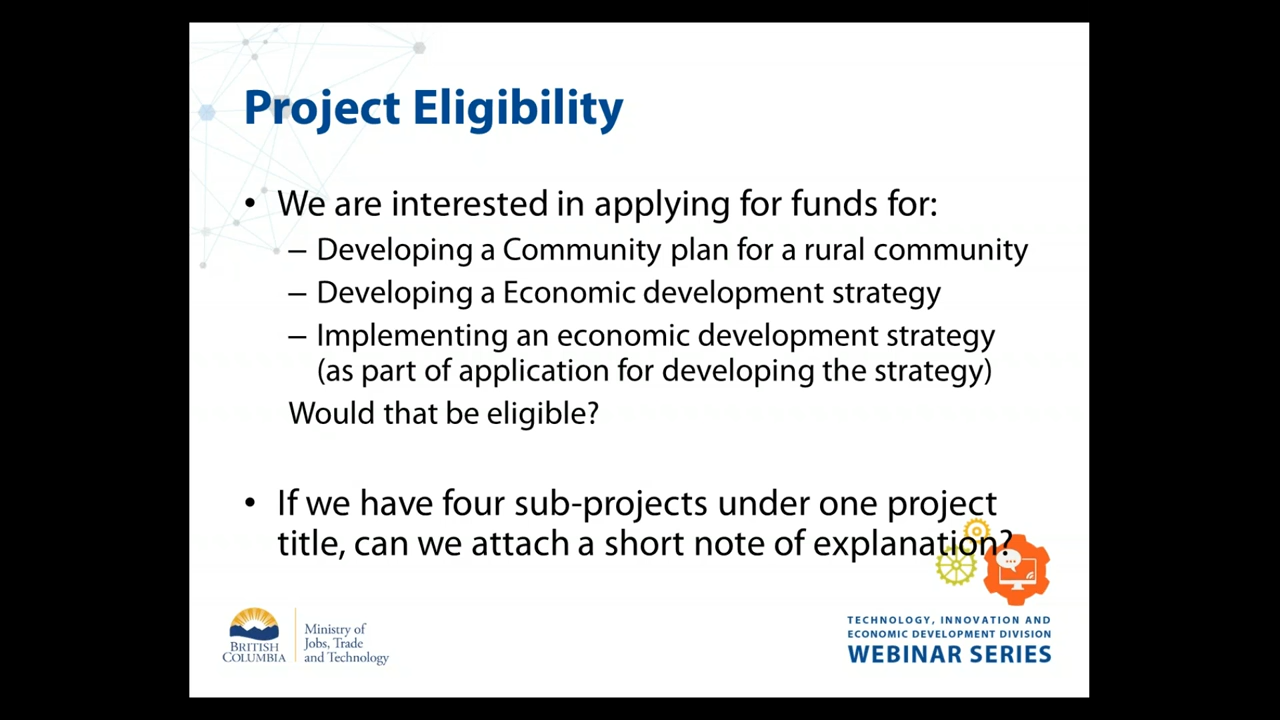 Project Eligibility
• We are interested in applying for funds for:
– Developing a Community plan for a rural community
– Developing a Economic development strategy
– Implementing an economic development strategy
(as part of application for developing the strategy)
Would that be eligible?
• If we have four sub-projects under one project
title, can we attach a short note of explanation?
BRITISH
COLUMBIA
Ministry of
Jobs, Trade
and Technology
TECHNOLOGY, INNOVATION AND
ECONOMIC DEVELOPMENT DIVISION
WEBINAR SERIES